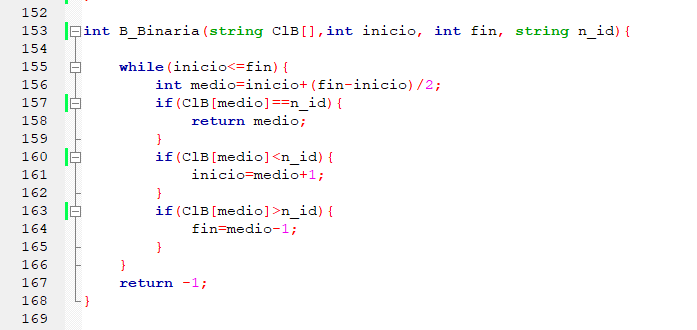 152
153 int B_Binaria(string ClB[],int inicio, int fin, string n_id){
154
155     while(inicio<=fin){
156         int medio=inicio+(fin-inicio)/2;
157         if(ClB[medio]==n_id){
158             return medio;
159         }
160         if(ClB[medio]<n_id){
161             inicio=medio+1;
162         }
163         if(ClB[medio]>n_id){
164             fin=medio-1;
165         }
166     }
167     return -1;
168 }
169